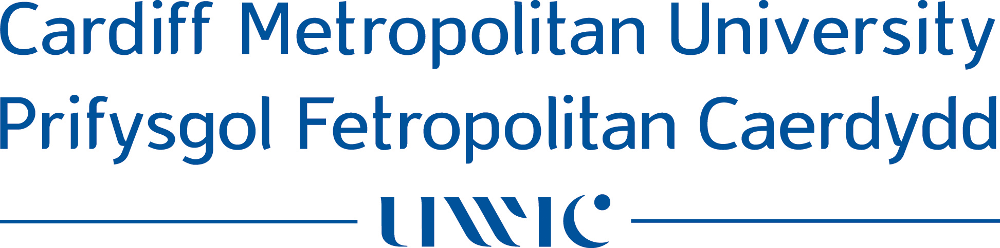 Cardiff Metropolitan University
Prifysgol Fetropolitan Caerdydd
UWIC